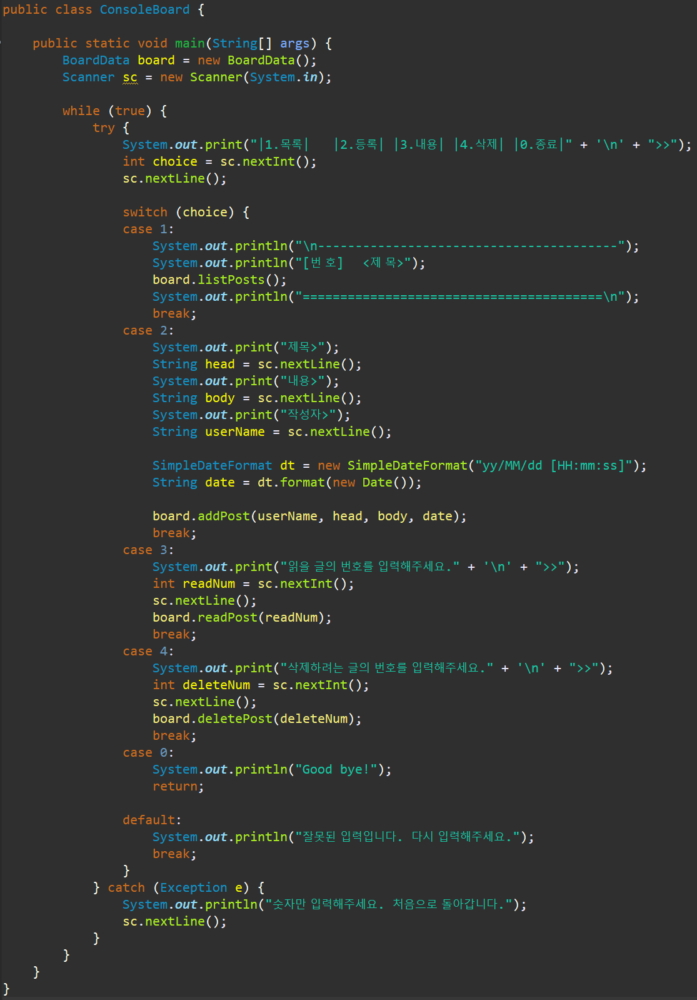 public class ConsoleBoard {
public static void main(String[] args) {
BoardData board = new BoardData();
Scanner sc = new Scanner(System.in);
while (true) {
try {
System.out.print("|1.목록|   |2.등록| |3.내용| |4.삭제| |0.종료|" + '\n' + ">>");
int choice = sc.nextInt();
sc.nextLine();
switch (choice) {
case 1:
System.out.println("\n----------------------------------------");
System.out.println("[번 호]   <제 목>");
board.listPosts();
System.out.println("========================================\n");
break;
case 2:
System.out.print("제목>");
String head = sc.nextLine();
System.out.print("내용>");
String body = sc.nextLine();
System.out.print("작성자>");
String userName = sc.nextLine();
SimpleDateFormat dt = new SimpleDateFormat("yy/MM/dd [HH:mm:ss]");
String date = dt.format(new Date());
board.addPost(userName, head, body, date);
break;
case 3:
System.out.print("읽을 글의 번호를 입력해주세요." + '\n' + ">>");
int readNum = sc.nextInt();
sc.nextLine();
board.readPost(readNum);
break;
case 4:
System.out.print("삭제하려는 글의 번호를 입력해주세요." + '\n' + ">>");
int deleteNum = sc.nextInt();
sc.nextLine();
board.deletePost(deleteNum);
break;
case 0:
System.out.println("Good bye!");
return;
default:
System.out.println("잘못된 입력입니다. 다시 입력해주세요.");
break;
}
} catch (Exception e) {
System.out.println("숫자만 입력해주세요. 처음으로 돌아갑니다.");
sc.nextLine();
}
}
}
}